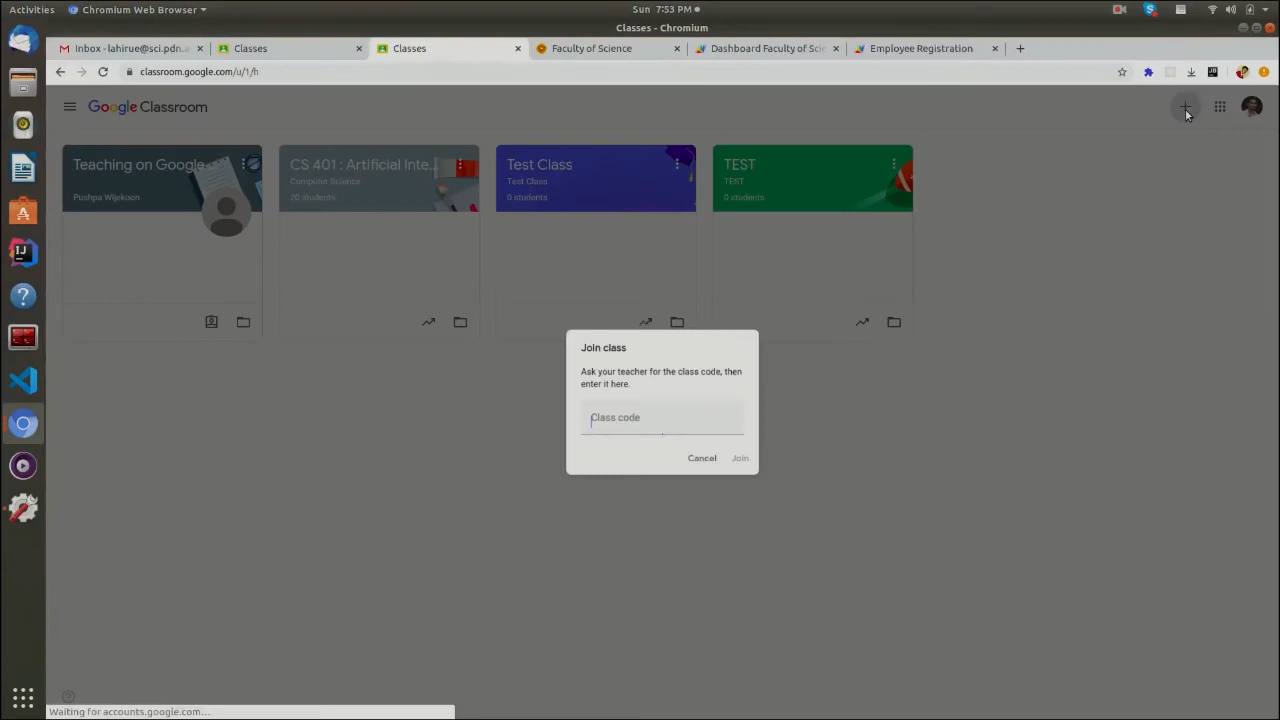 Activities
Chromium Web Browser
Sun 7:53 PM
Classes - Chromium
Inbox - lahirue@sci.pdn.a
Classes
Classes
Faculty of Science
Dashboard Faculty of Scie
Employee Registration
classroom.google.com/u/1/h
Google Classroom
Teaching on Google
Pushpa Wijekoon
CS 401 : Artificial Inte...
Computer Science
20 students
Test Class
Test Class
0 students
TEST
TEST
0 students
Join class
Ask your teacher for the class code, then
enter it here.
Class code
Cancel
Join
Waiting for accounts.google.com...